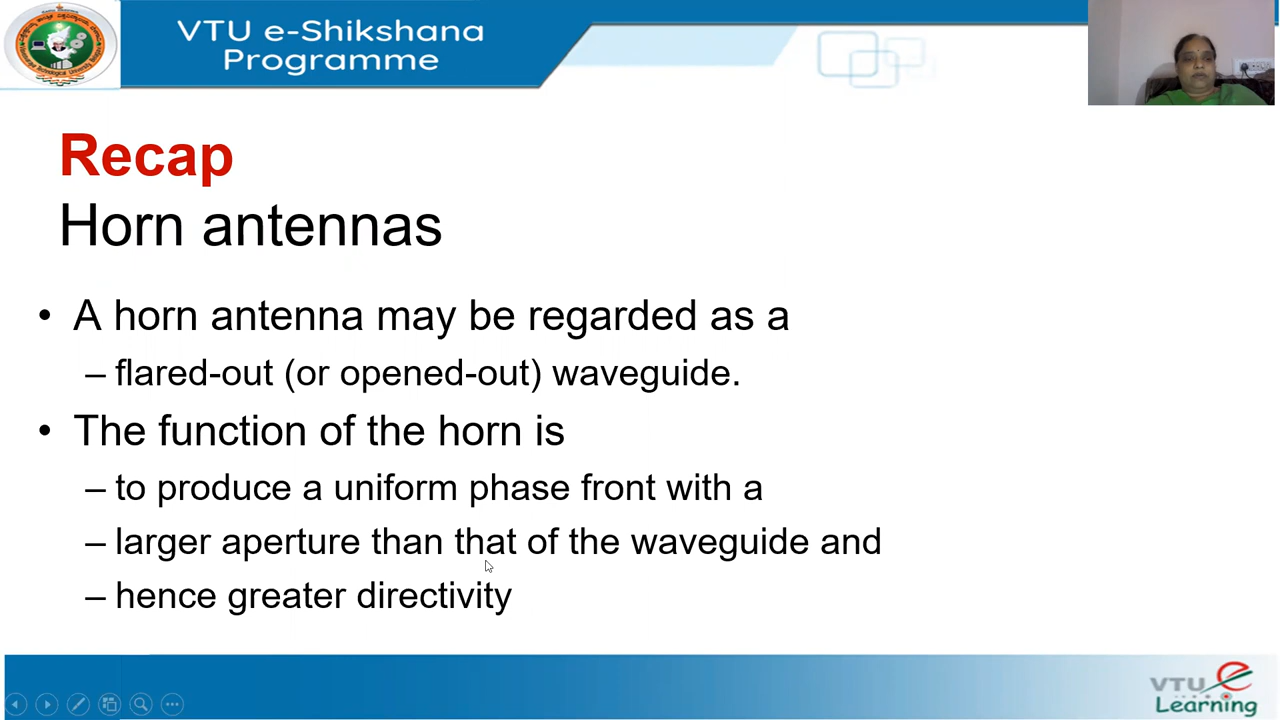 VTU e-Shikshana
Programme
Recap
Horn antennas
• A horn antenna may be regarded as a
– flared-out (or opened-out) waveguide.
• The function of the horn is
– to produce a uniform phase front with a
– larger aperture than that of the waveguide and
– hence greater directivity
VTU e
Learning